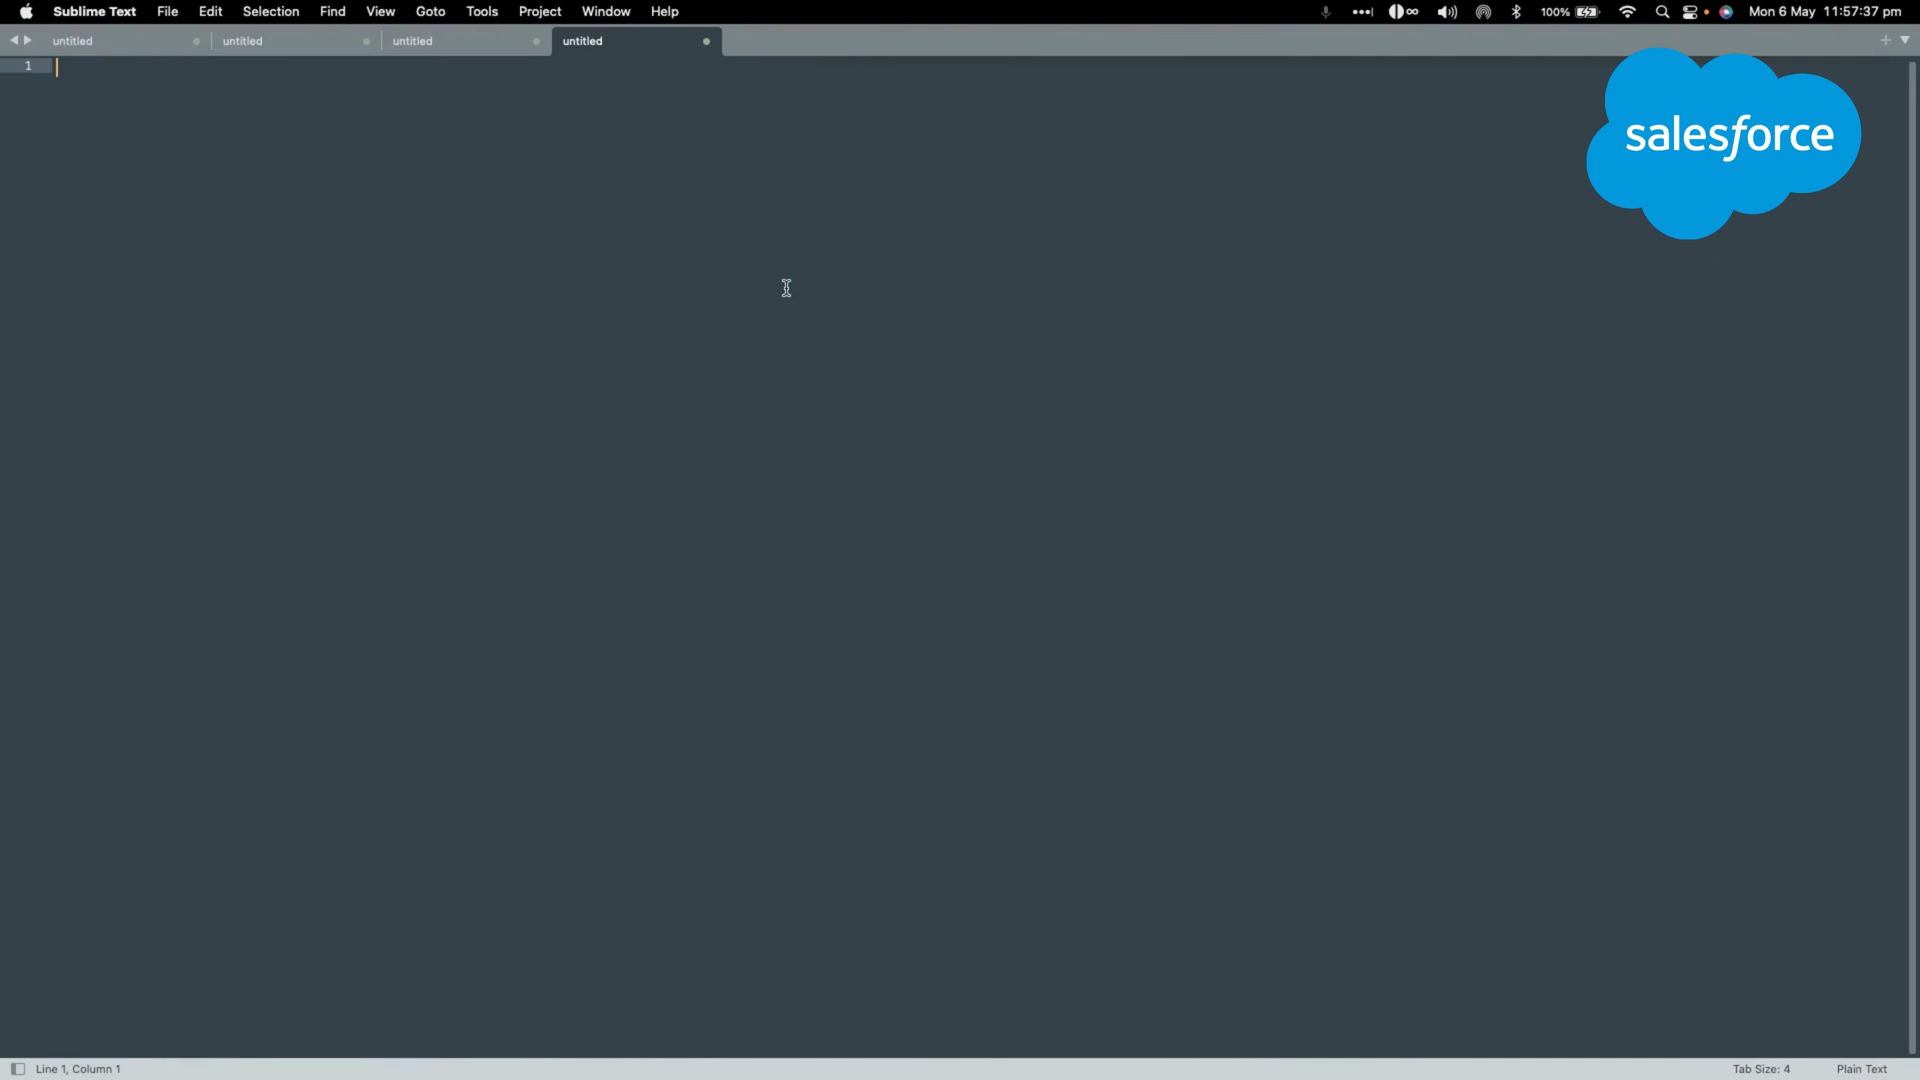 Sublime Text File Edit Selection Find View Goto Tools Project Window Help 100% Mon 6 May 11:57:37 pm
untitled untitled untitled untitled
1
salesforce
Line 1, Column 1 Tab Size: 4 Plain Text